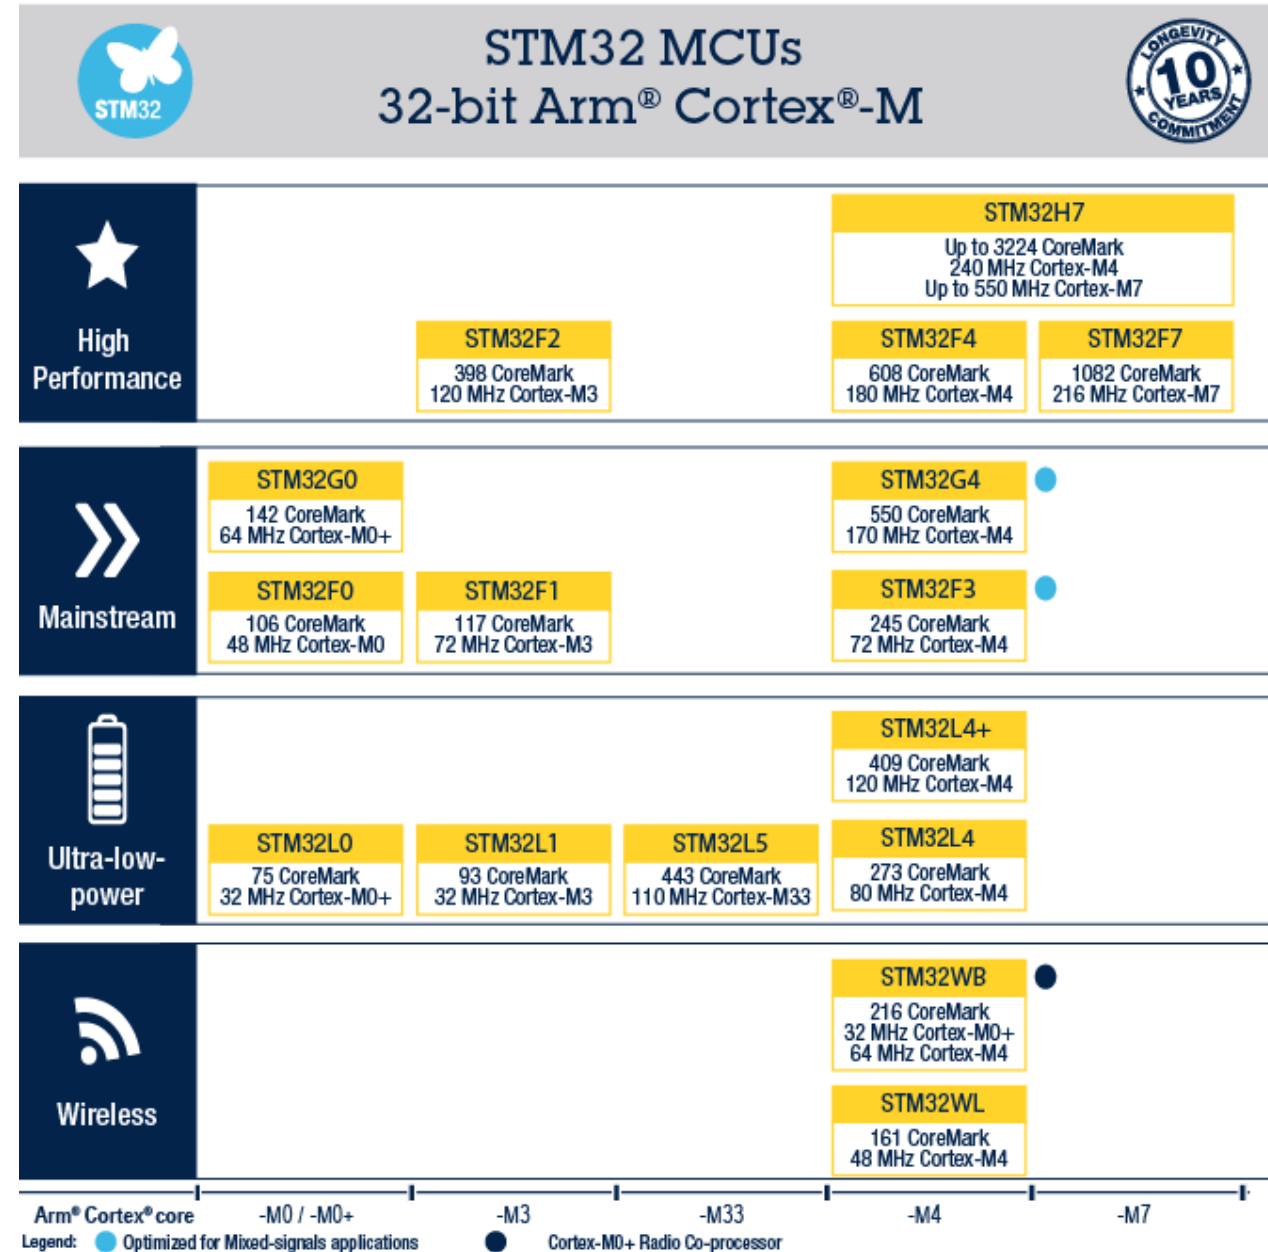 STM32
STM32 MCUs
32-bit Arm® Cortex®-M
LONGEVITY
10
YEARS
COMMITMENT
High
Performance
STM32H7
Up to 3224 CoreMark
240 MHz Cortex-M4
Up to 550 MHz Cortex-M7
STM32F2
398 CoreMark
120 MHz Cortex-M3
STM32F4
608 CoreMark
180 MHz Cortex-M4
STM32F7
1082 CoreMark
216 MHz Cortex-M7
Mainstream
STM32G0
142 CoreMark
64 MHz Cortex-M0+
STM32G4
550 CoreMark
170 MHz Cortex-M4
STM32F0
106 CoreMark
48 MHz Cortex-M0
STM32F1
117 CoreMark
72 MHz Cortex-M3
STM32F3
245 CoreMark
72 MHz Cortex-M4
Ultra-low-
power
STM32L4+
409 CoreMark
120 MHz Cortex-M4
STM32L0
75 CoreMark
32 MHz Cortex-M0+
STM32L1
93 CoreMark
32 MHz Cortex-M3
STM32L5
443 CoreMark
110 MHz Cortex-M33
STM32L4
273 CoreMark
80 MHz Cortex-M4
Wireless
STM32WB
216 CoreMark
32 MHz Cortex-M0+
64 MHz Cortex-M4
STM32WL
161 CoreMark
48 MHz Cortex-M4
Arm® Cortex® core -M0 / -M0+ -M3 -M33 -M4 -M7
Legend: Optimized for Mixed-signals applications Cortex-M0+ Radio Co-processor